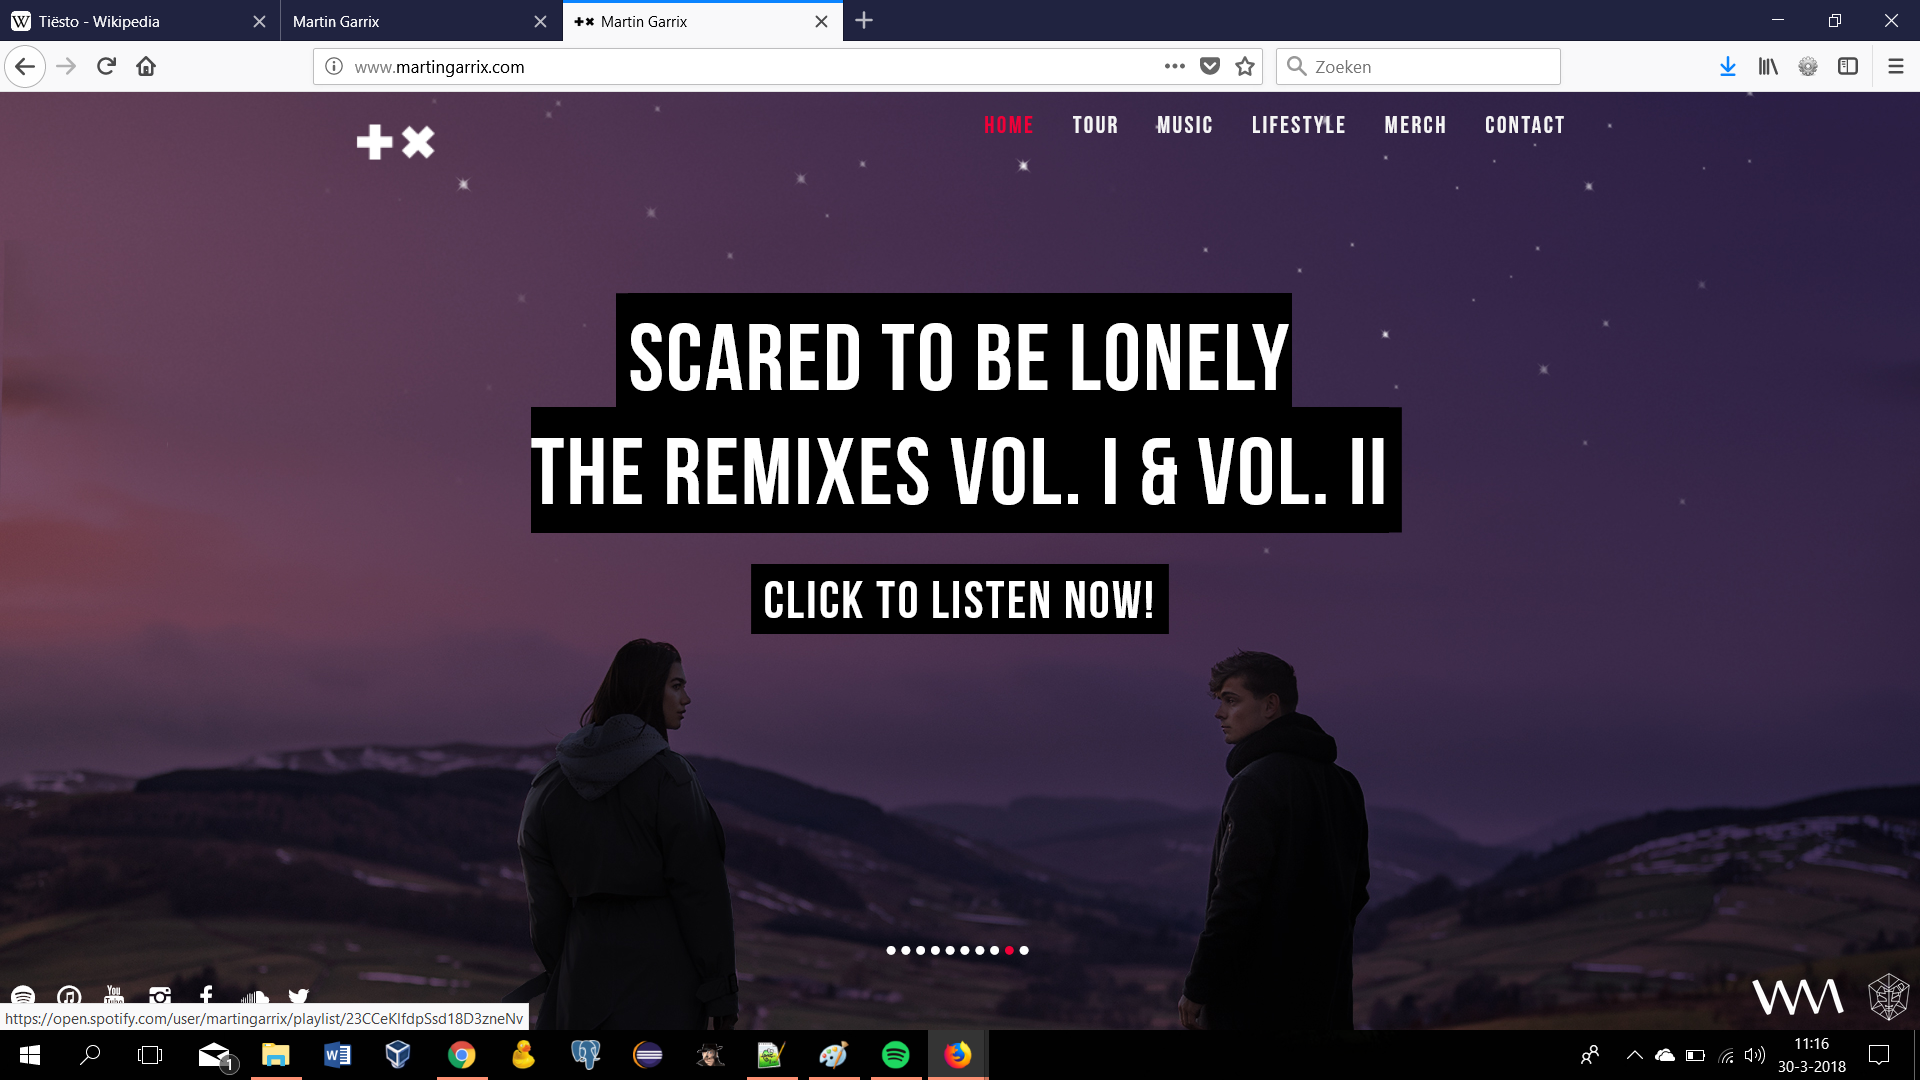 Tiësto - Wikipedia
Martin Garrix
Martin Garrix
www.martingarrix.com
Zoeken
HOME TOUR MUSIC LIFESTYLE MERCH CONTACT
SCARED TO BE LONELY
THE REMIXES VOL. I & VOL. II
CLICK TO LISTEN NOW!
You
https://open.spotify.com/user/martingarrix/playlist/23CCeKlfdpSsd18D3zneNv
1
11:16
30-3-2018